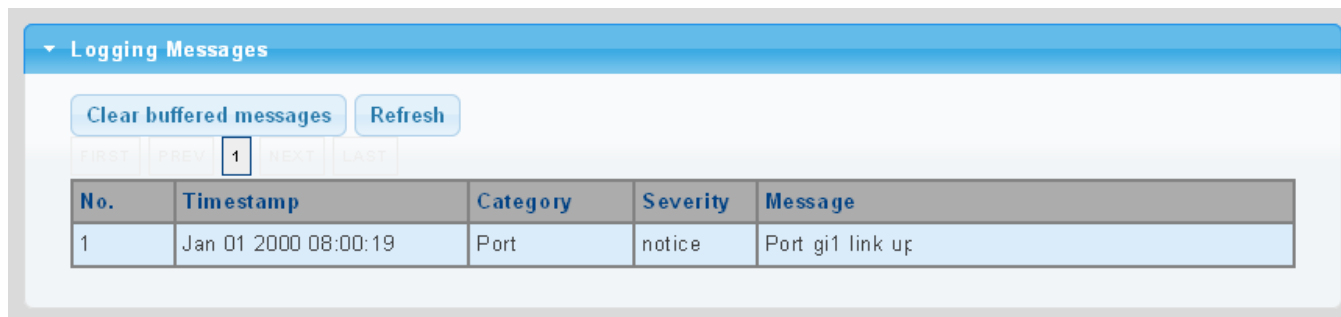 Logging Messages
Clear buffered messages Refresh
FIRST PREV 1 NEXT LAST
No. Timestamp Category Severity Message
1 Jan 01 2000 08:00:19 Port notice Port gi1 link up